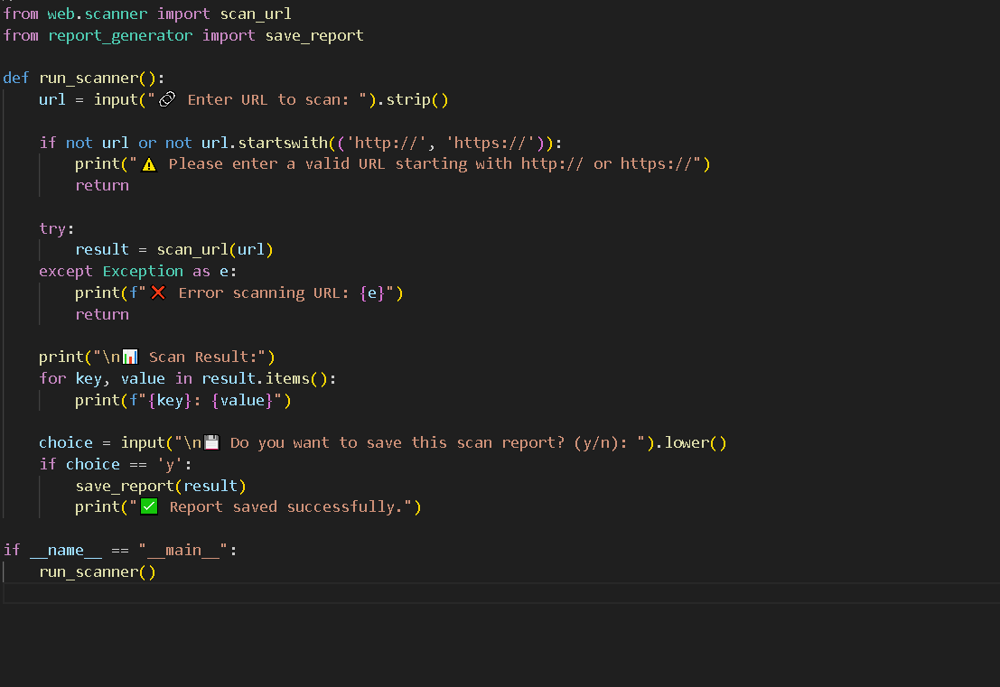 from web.scanner import scan_url
from report_generator import save_report
def run_scanner():
    url = input("🔗 Enter URL to scan: ").strip()
    if not url or not url.startswith(('http://', 'https://')):
        print("⚠️ Please enter a valid URL starting with http:// or https://")
        return
    try:
        result = scan_url(url)
    except Exception as e:
        print(f"❌ Error scanning URL: {e}")
        return
    print("\n📊 Scan Result:")
    for key, value in result.items():
        print(f"{key}: {value}")
    choice = input("\n💾 Do you want to save this scan report? (y/n): ").lower()
    if choice == 'y':
        save_report(result)
        print("✅ Report saved successfully.")
if __name__ == "__main__":
    run_scanner()